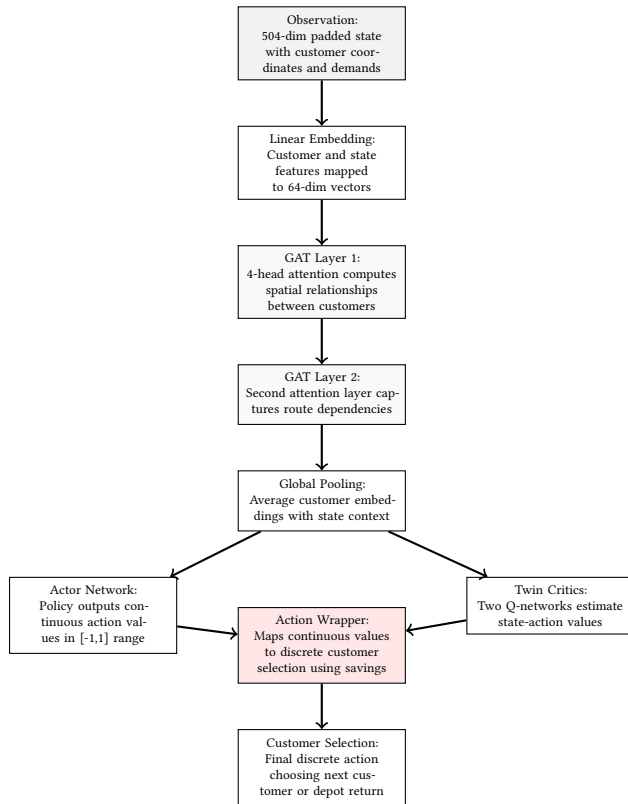 Observation:
504-dim padded state
with customer coor-
dinates and demands
Linear Embedding:
Customer and state
features mapped
to 64-dim vectors
GAT Layer 1:
4-head attention computes
spatial relationships
between customers
GAT Layer 2:
Second attention layer cap-
tures route dependencies
Global Pooling:
Average customer embed-
dings with state context
Actor Network:
Policy outputs con-
tinuous action val-
ues in [-1,1] range
Twin Critics:
Two Q-networks estimate
state-action values
Action Wrapper:
Maps continuous values
to discrete customer
selection using savings
Customer Selection:
Final discrete action
choosing next cus-
tomer or depot return